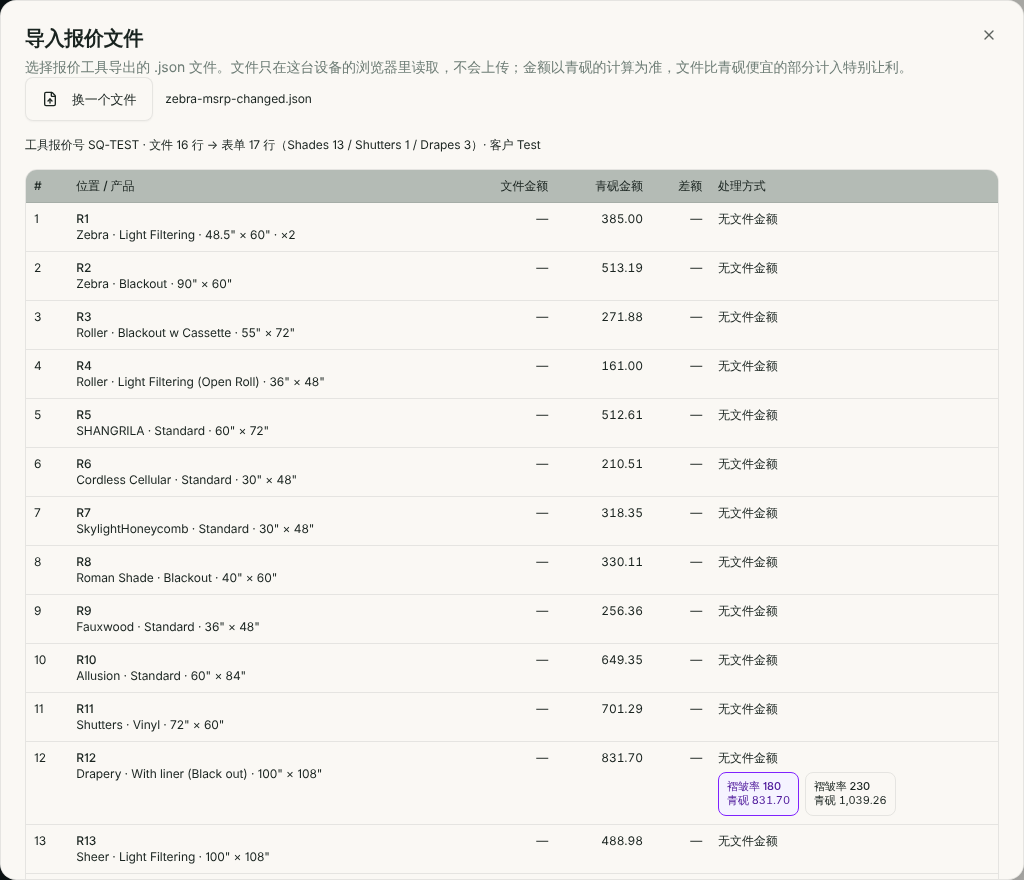 导入报价文件
选择报价工具导出的 .json 文件。文件只在这台设备的浏览器里读取，不会上传；金额以青砚的计算为准，文件比青砚便宜的部分计入特别让利。
换一个文件 zebra-msrp-changed.json
工具报价号 SQ-TEST · 文件 16 行 → 表单 17 行（Shades 13 / Shutters 1 / Drapes 3）· 客户 Test
# 位置 / 产品 文件金额 青砚金额 差额 处理方式
1 R1 — 385.00 — 无文件金额
Zebra · Light Filtering · 48.5" × 60" · ×2
2 R2 — 513.19 — 无文件金额
Zebra · Blackout · 90" × 60"
3 R3 — 271.88 — 无文件金额
Roller · Blackout w Cassette · 55" × 72"
4 R4 — 161.00 — 无文件金额
Roller · Light Filtering (Open Roll) · 36" × 48"
5 R5 — 512.61 — 无文件金额
SHANGRILA · Standard · 60" × 72"
6 R6 — 210.51 — 无文件金额
Cordless Cellular · Standard · 30" × 48"
7 R7 — 318.35 — 无文件金额
SkylightHoneycomb · Standard · 30" × 48"
8 R8 — 330.11 — 无文件金额
Roman Shade · Blackout · 40" × 60"
9 R9 — 256.36 — 无文件金额
Fauxwood · Standard · 36" × 48"
10 R10 — 649.35 — 无文件金额
Allusion · Standard · 60" × 84"
11 R11 — 701.29 — 无文件金额
Shutters · Vinyl · 72" × 60"
12 R12 — 831.70 — 无文件金额
Drapery · With liner (Black out) · 100" × 108"
褶皱率 180 褶皱率 230
青砚 831.70 青砚 1,039.26
13 R13 — 488.98 — 无文件金额
Sheer · Light Filtering · 100" × 108"